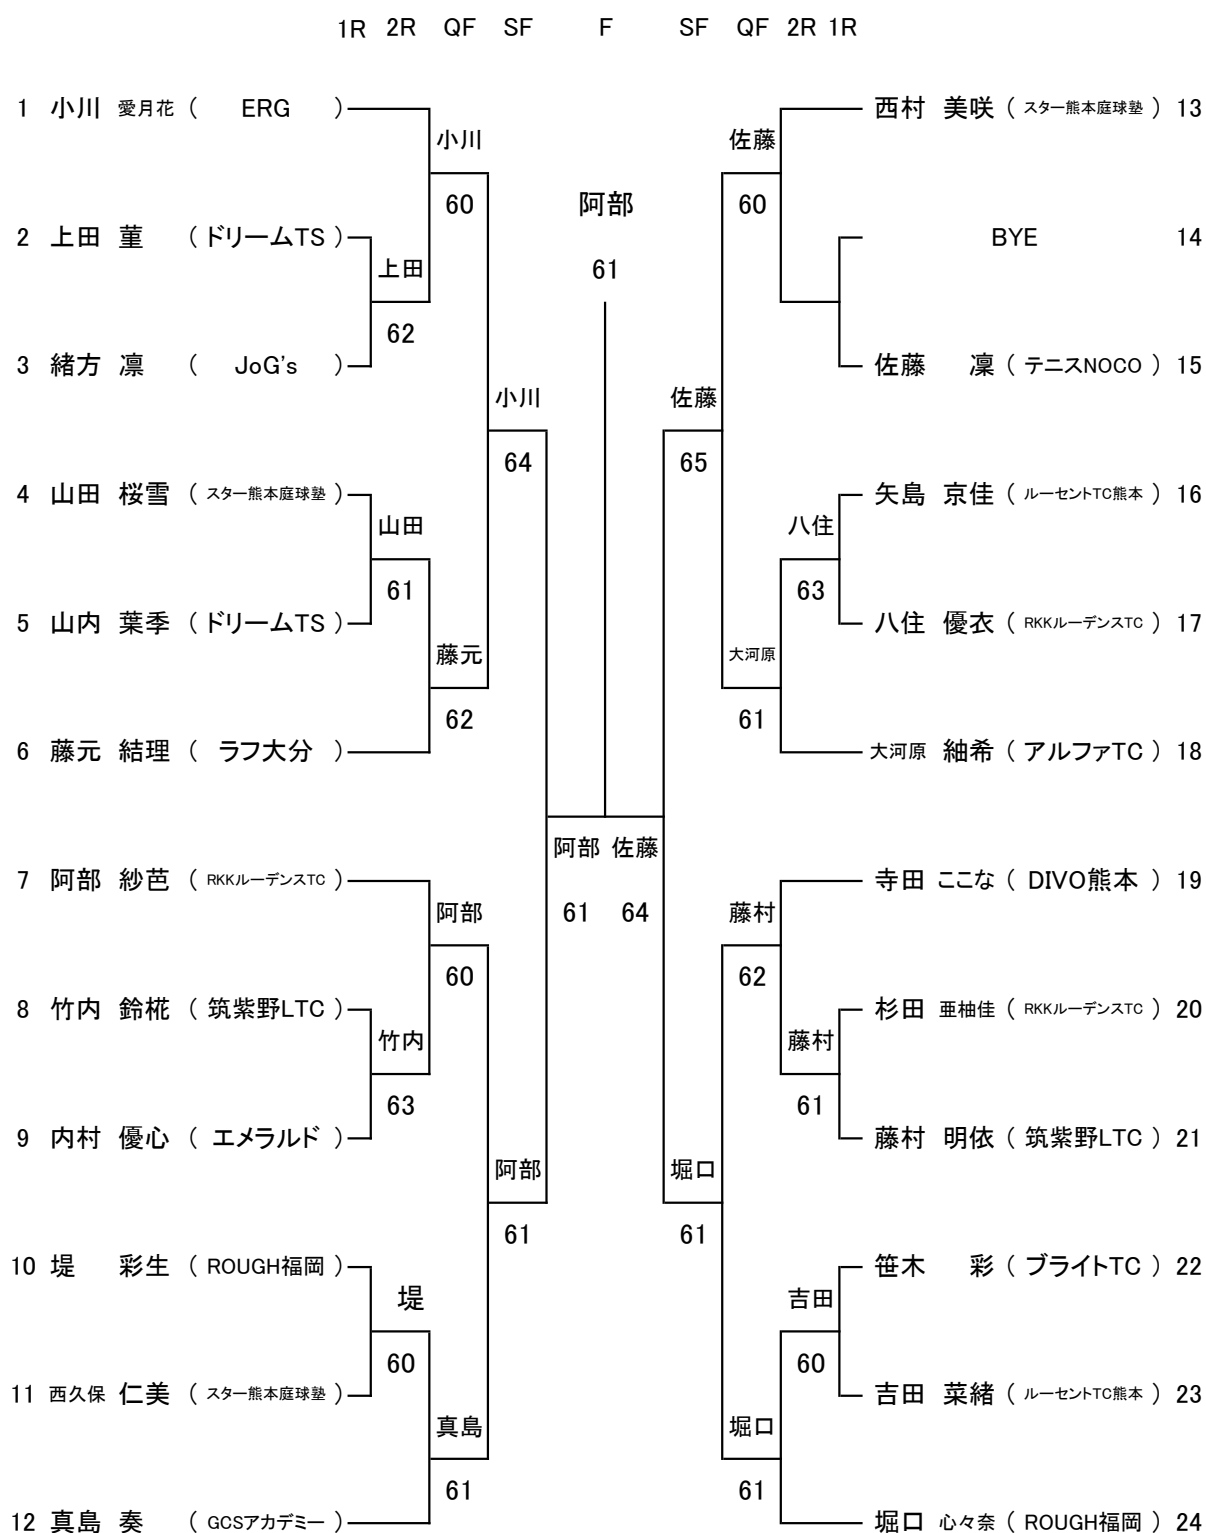 1R 2R QF SF F SF QF 2R 1R
1 小川 愛月花 ( ERG ) 西村 美咲 ( スター熊本庭球塾 ) 13
小川 佐藤
60 阿部 60
2 上田 菫 ( ドリームTS ) BYE 14
上田 61
62
3 緒方 凛 ( JoG's ) 佐藤 凜 ( テニスNOCO ) 15
小川 佐藤
64 65
4 山田 桜雪 ( スター熊本庭球塾 ) 矢島 京佳 ( ルーセントTC熊本 ) 16
山田 八住
61 63
5 山内 葉季 ( ドリームTS ) 八住 優衣 ( RKKルーデンスTC ) 17
藤元 大河原
62 61
6 藤元 結理 ( ラフ大分 ) 大河原 紬希 ( アルファTC ) 18
阿部 佐藤
7 阿部 紗芭 ( RKKルーデンスTC ) 寺田 ここな ( DIVO熊本 ) 19
阿部 61 64 藤村
60 62
8 竹内 鈴椛 ( 筑紫野LTC ) 杉田 亜柚佳 ( RKKルーデンスTC ) 20
竹内 藤村
63 61
9 内村 優心 ( エメラルド ) 藤村 明依 ( 筑紫野LTC ) 21
阿部 堀口
61 61
10 堤 彩生 ( ROUGH福岡 ) 笹木 彩 ( ブライトTC ) 22
堤 吉田
60 60
11 西久保 仁美 ( スター熊本庭球塾 ) 吉田 菜緒 ( ルーセントTC熊本 ) 23
真島 堀口
61 61
12 真島 奏 ( GCSアカデミー ) 堀口 心々奈 ( ROUGH福岡 ) 24